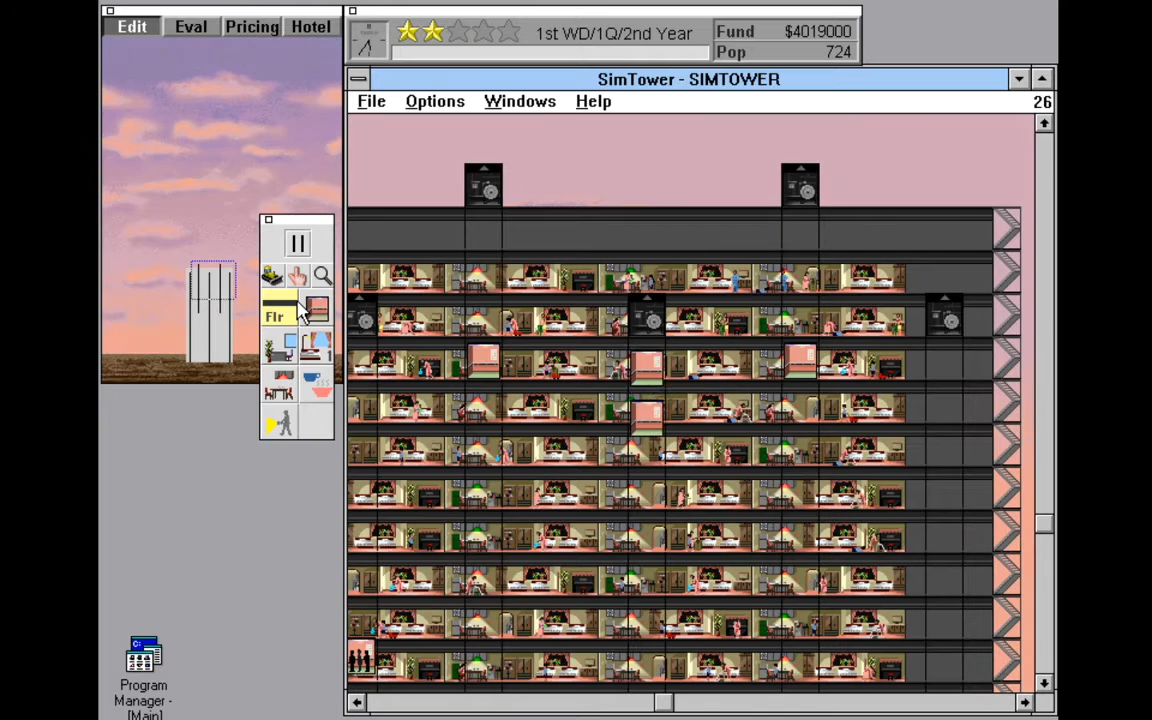 Edit Eval Pricing Hotel
1st WD/1Q/2nd Year
Fund $4019000
Pop 724
SimTower - SIMTOWER
File Options Windows Help
26
Flr
1
Program
Manager -
[Main]